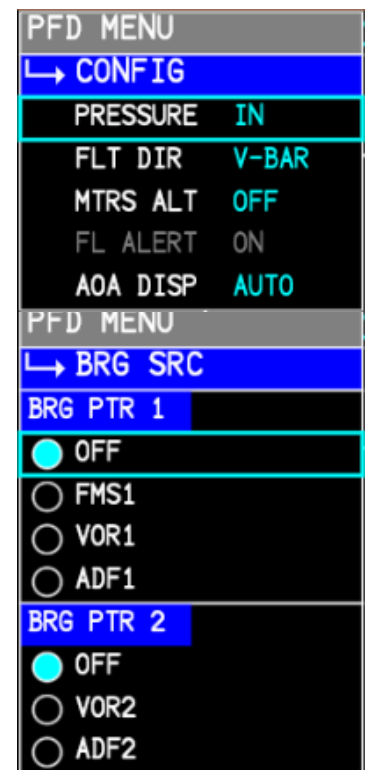 PFD MENU
CONFIG
PRESSURE IN
FLT DIR V-BAR
MTRS ALT OFF
FL ALERT ON
AOA DISP AUTO
PFD MENU
BRG SRC
BRG PTR 1
OFF
FMS1
VOR1
ADF1
BRG PTR 2
OFF
VOR2
ADF2